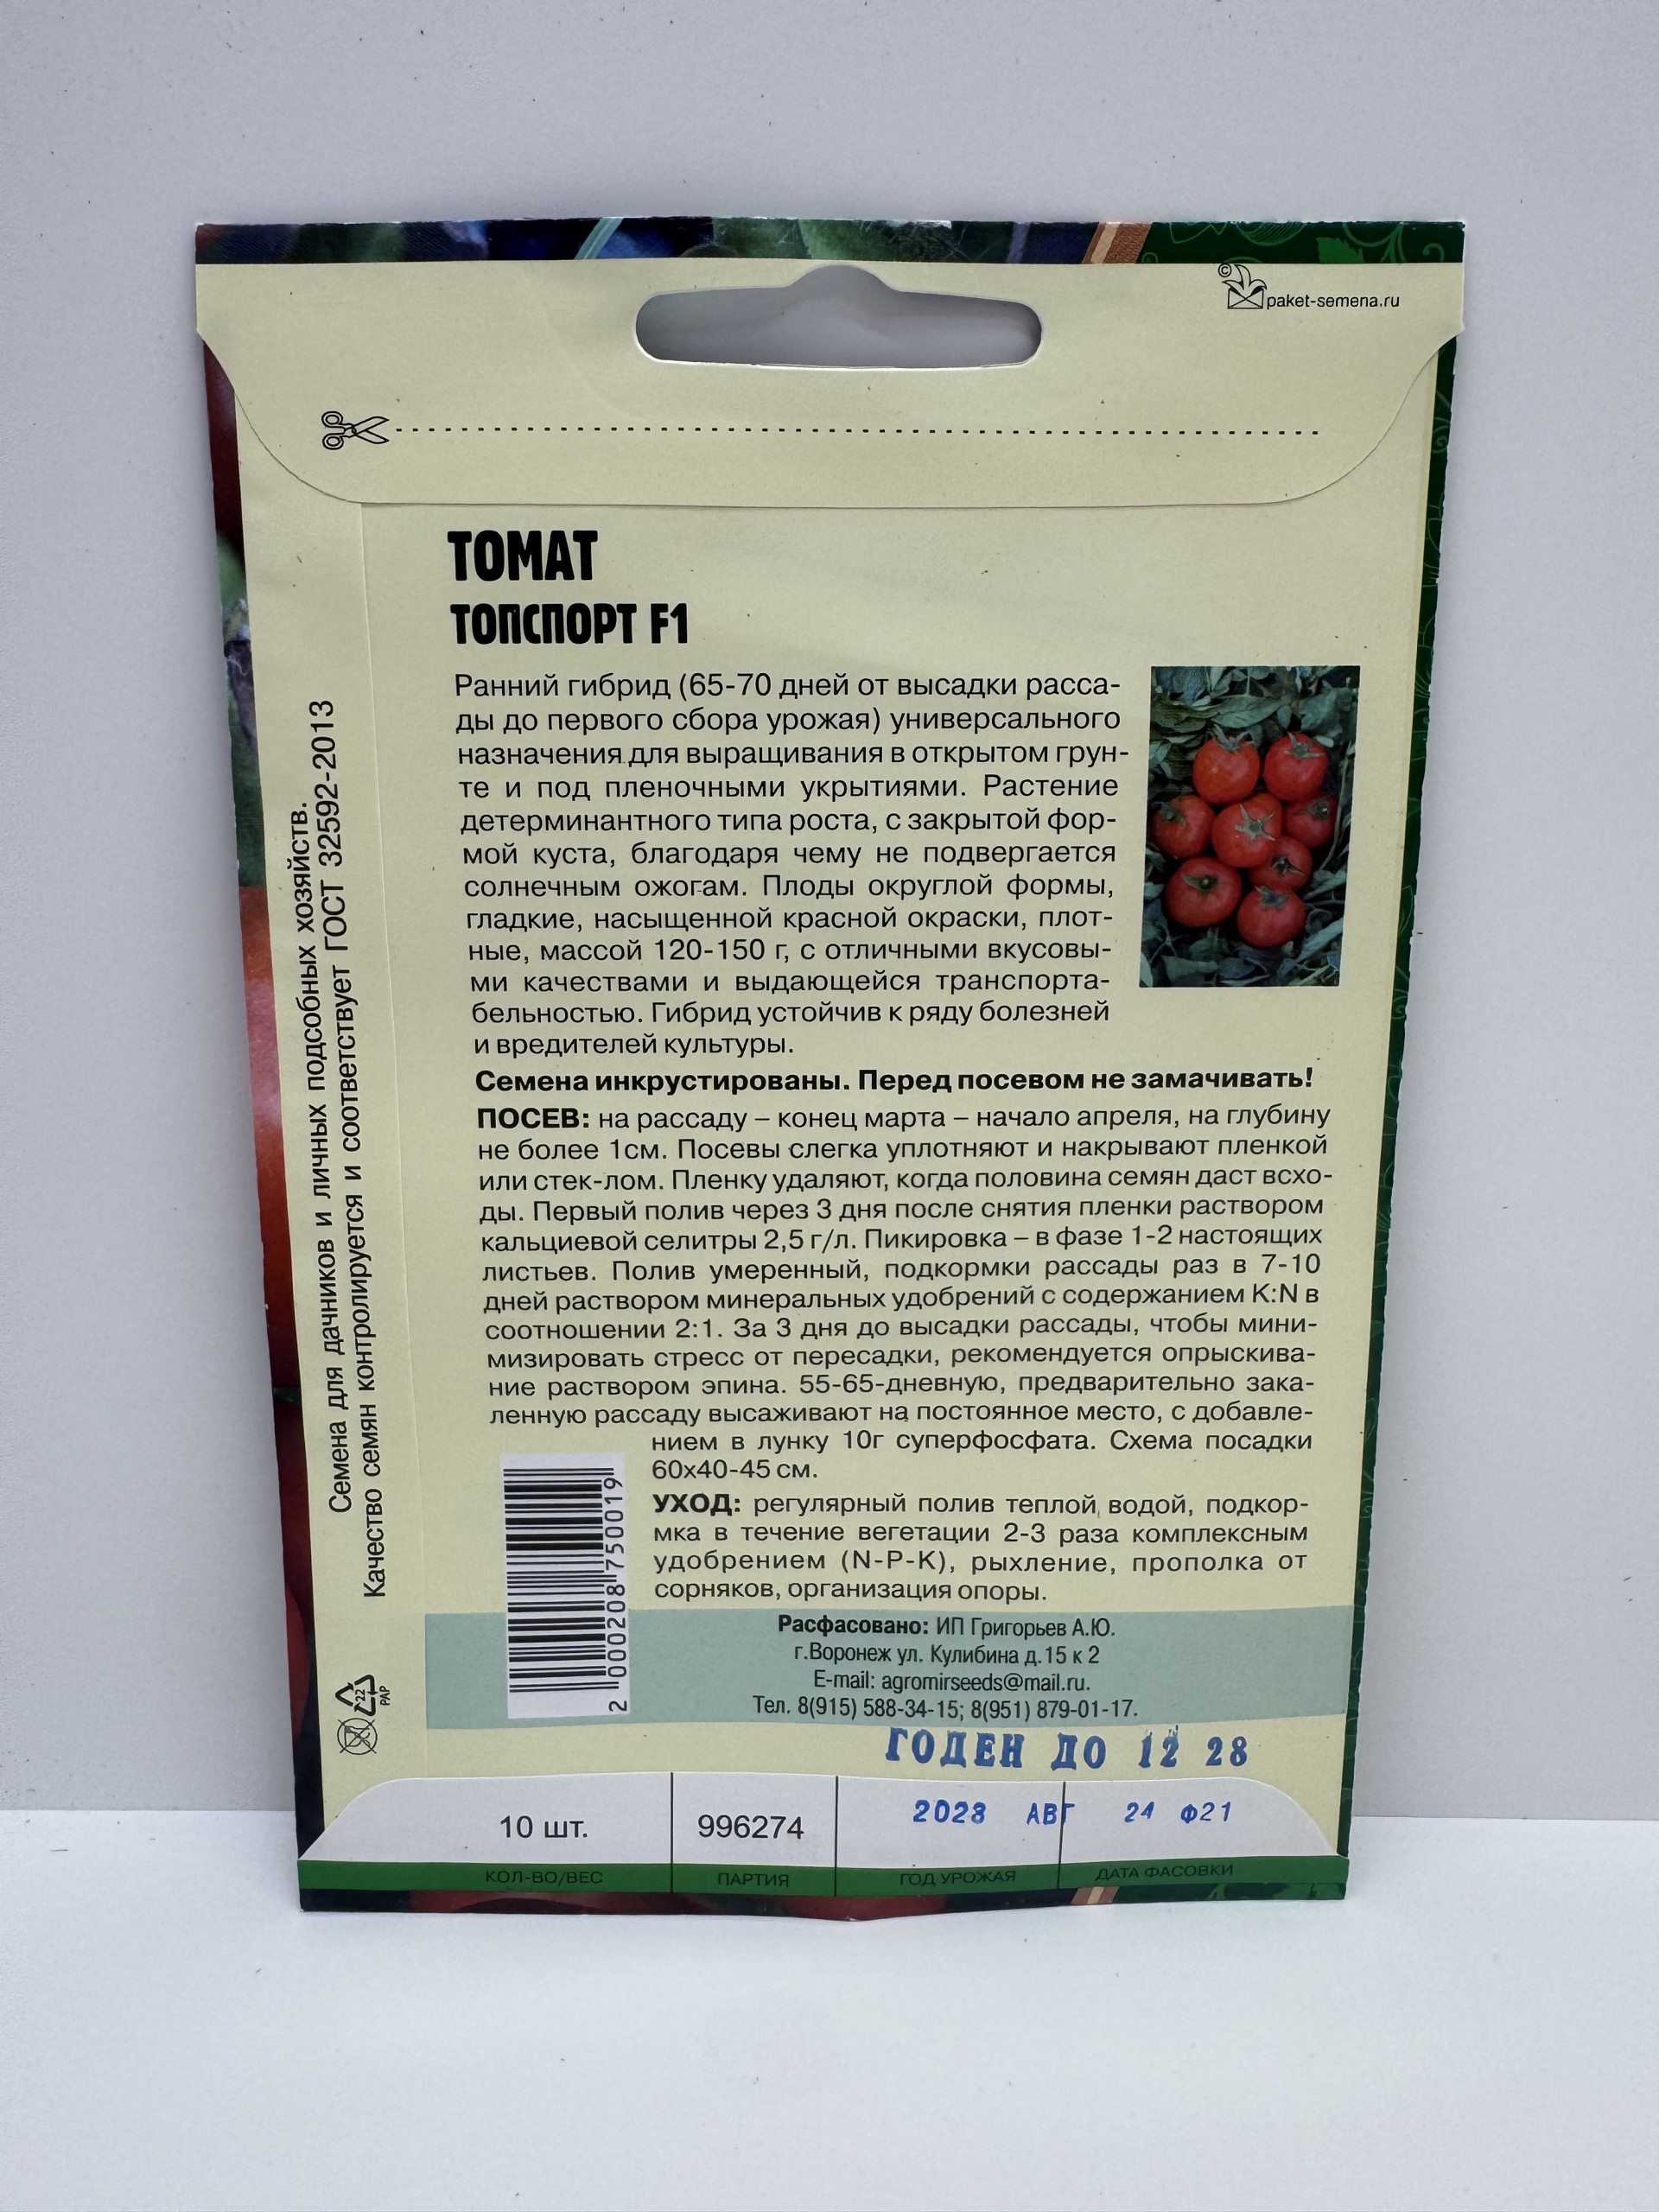 ©
paket-semena.ru
ТОМАТ
ТОПСПОРТ F1
Ранний гибрид (65-70 дней от высадки расса-
ды до первого сбора урожая) универсального
назначения для выращивания в открытом грун-
те и под пленочными укрытиями. Растение
детерминантного типа роста, с закрытой фор-
мой куста, благодаря чему не подвергается
солнечным ожогам. Плоды округлой формы,
гладкие, насыщенной красной окраски, плот-
ные, массой 120-150 г, с отличными вкусовы-
ми качествами и выдающейся транспорта-
бельностью. Гибрид устойчив к ряду болезней
и вредителей культуры.
Семена инкрустированы. Перед посевом не замачивать!
ПОСЕВ: на рассаду – конец марта – начало апреля, на глубину
не более 1см. Посевы слегка уплотняют и накрывают пленкой
или стек-лом. Пленку удаляют, когда половина семян даст всхо-
ды. Первый полив через 3 дня после снятия пленки раствором
кальциевой селитры 2,5 г/л. Пикировка – в фазе 1-2 настоящих
листьев. Полив умеренный, подкормки рассады раз в 7-10
дней раствором минеральных удобрений с содержанием K:N в
соотношении 2:1. За 3 дня до высадки рассады, чтобы мини-
мизировать стресс от пересадки, рекомендуется опрыскива-
ние раствором эпина. 55-65-дневную, предварительно зака-
ленную рассаду высаживают на постоянное место, с добавле-
нием в лунку 10г суперфосфата. Схема посадки
60х40-45 см.
УХОД: регулярный полив теплой водой, подкор-
мка в течение вегетации 2-3 раза комплексным
удобрением (N-P-K), рыхление, прополка от
сорняков, организация опоры.
2 000208 750019
Расфасовано: ИП Григорьев А.Ю.
г.Воронеж ул. Кулибина д.15 к 2
E-mail: agromirseeds@mail.ru.
Тел. 8(915) 588-34-15; 8(951) 879-01-17.
ГОДЕН ДО 12 28
10 шт.
996274
2023 АВГ 24 Ф21
КОЛ-ВО/ВЕС
ПАРТИЯ
ГОД УРОЖАЯ
ДАТА ФАСОВКИ
Семена для дачников и личных подсобных хозяйств.
Качество семян контролируется и соответствует ГОСТ 32592-2013
22
PAP